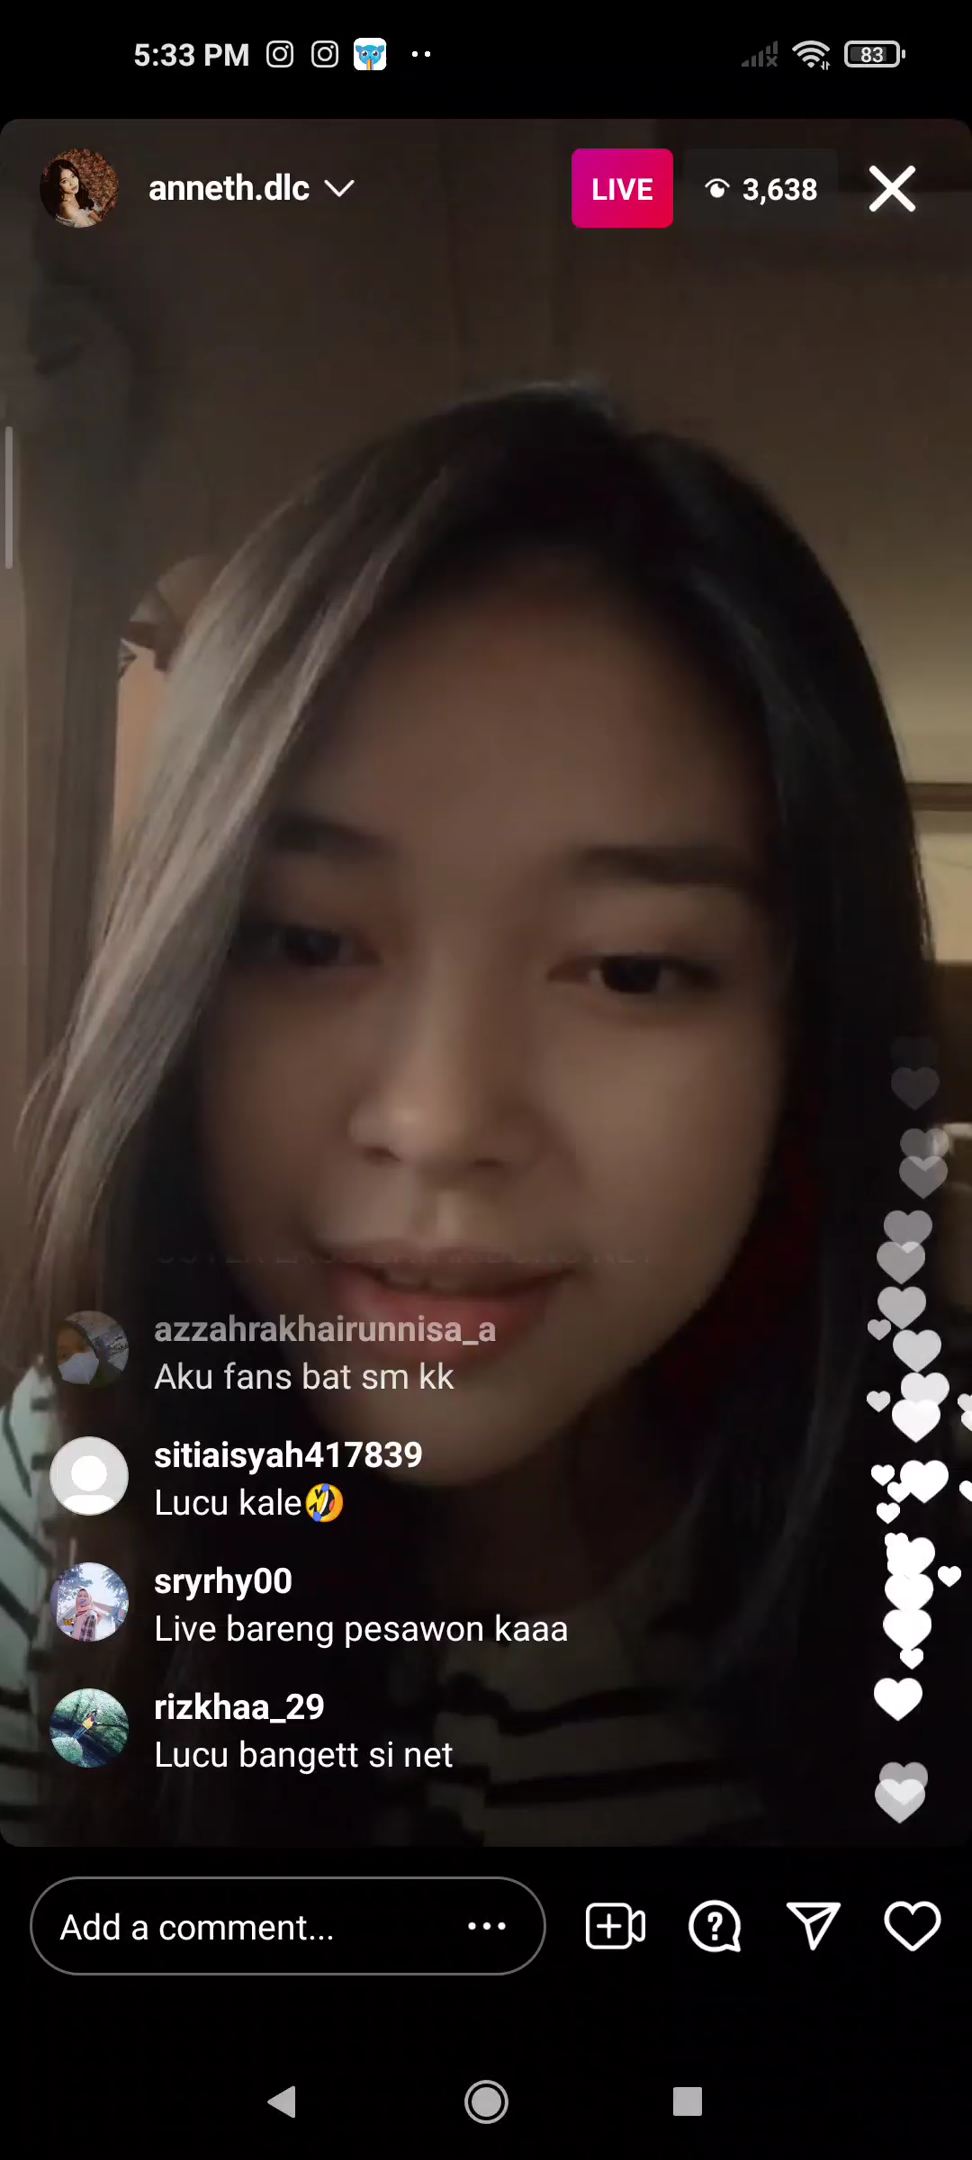 5:33 PM
83
anneth.dlc
LIVE
3,638
azzahrakhairunnisa_a
Aku fans bat sm kk
sitiaisyah417839
Lucu kale🤣
sryrhy00
Live bareng pesawon kaaa
rizkhaa_29
Lucu bangett si net
Add a comment...